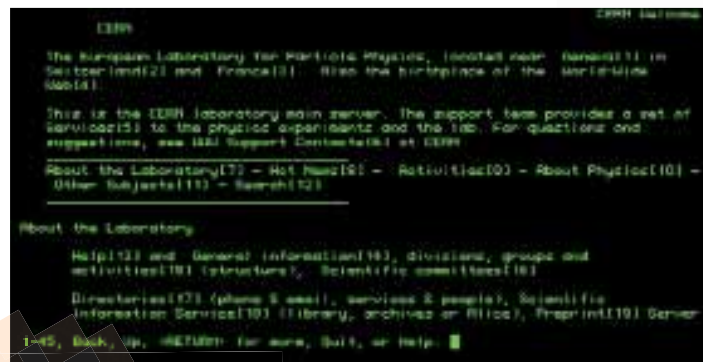 CERN Welcome
CERN
The European Laboratory for Particle Physics, located near Geneva[1] in
Switzerland[2] and France[3]. Also the birthplace of the World-Wide
Web[4].
This is the CERN laboratory main server. The support team provides a set of
Services[5] to the physics experiments and the lab. For questions and
suggestions, see WWW Support Contacts[6] at CERN
About the Laboratory[7] - Hot News[8] - Activities[9] - About Physics[10] -
Other Subjects[11] - Search[12]
About the Laboratory
Help[13] and General information[14], divisions, groups and
activities[15] (structure), Scientific committees[16]
Directories[17] (phone & email, services & people), Scientific
Information Service[18] (library, archives or Alice), Preprint[19] Server
1-45, Back, Up, <RETURN> for more, Quit, or Help: